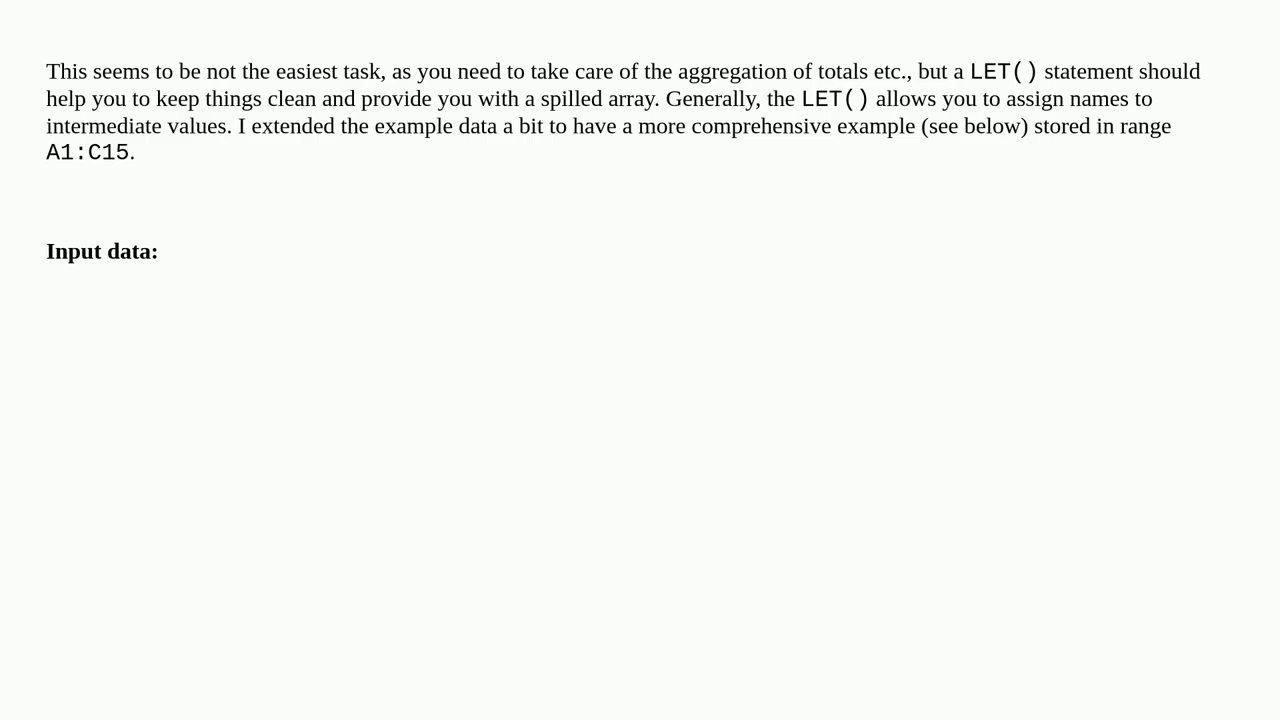 This seems to be not the easiest task, as you need to take care of the aggregation of totals etc., but a LET() statement should
help you to keep things clean and provide you with a spilled array. Generally, the LET() allows you to assign names to
intermediate values. I extended the example data a bit to have a more comprehensive example (see below) stored in range
A1:C15.
Input data: